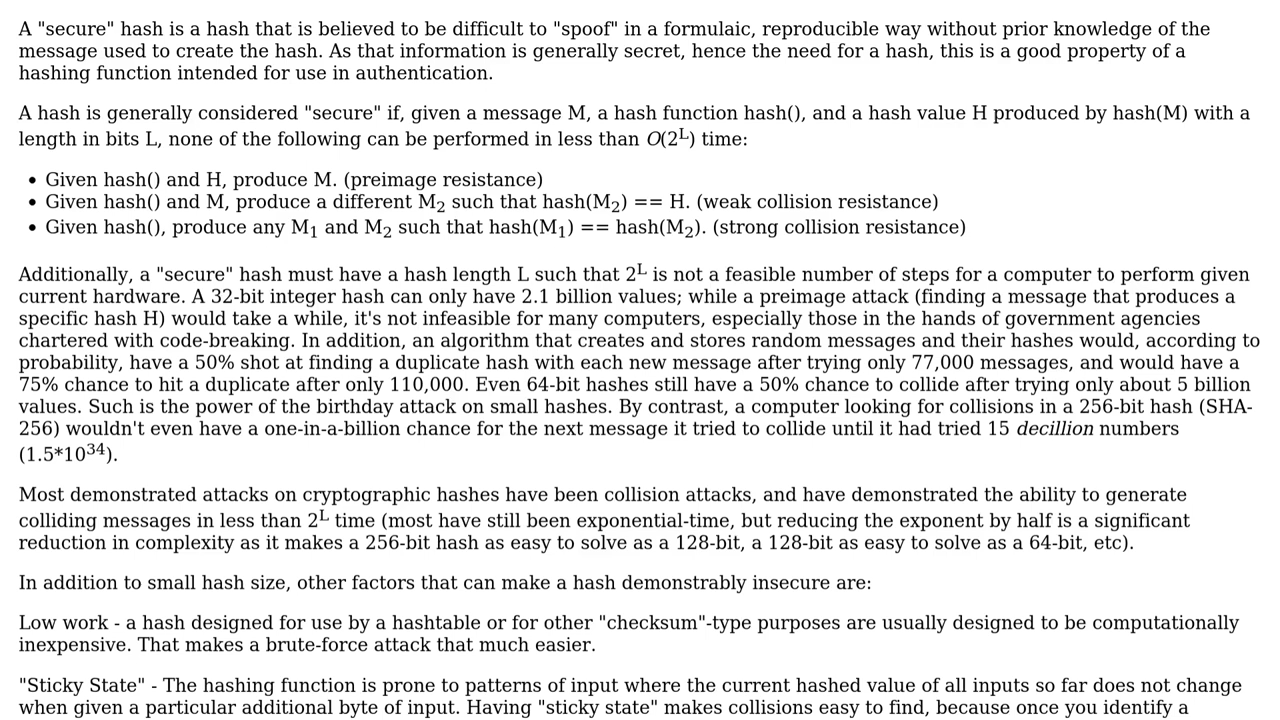 A "secure" hash is a hash that is believed to be difficult to "spoof" in a formulaic, reproducible way without prior knowledge of the
message used to create the hash. As that information is generally secret, hence the need for a hash, this is a good property of a
hashing function intended for use in authentication.
A hash is generally considered "secure" if, given a message M, a hash function hash(), and a hash value H produced by hash(M) with a
length in bits L, none of the following can be performed in less than O(2^L) time:
• Given hash() and H, produce M. (preimage resistance)
• Given hash() and M, produce a different M₂ such that hash(M₂) == H. (weak collision resistance)
• Given hash(), produce any M₁ and M₂ such that hash(M₁) == hash(M₂). (strong collision resistance)
Additionally, a "secure" hash must have a hash length L such that 2^L is not a feasible number of steps for a computer to perform given
current hardware. A 32-bit integer hash can only have 2.1 billion values; while a preimage attack (finding a message that produces a
specific hash H) would take a while, it's not infeasible for many computers, especially those in the hands of government agencies
chartered with code-breaking. In addition, an algorithm that creates and stores random messages and their hashes would, according to
probability, have a 50% shot at finding a duplicate hash with each new message after trying only 77,000 messages, and would have a
75% chance to hit a duplicate after only 110,000. Even 64-bit hashes still have a 50% chance to collide after trying only about 5 billion
values. Such is the power of the birthday attack on small hashes. By contrast, a computer looking for collisions in a 256-bit hash (SHA-
256) wouldn't even have a one-in-a-billion chance for the next message it tried to collide until it had tried 15 decillion numbers
(1.5*10³⁴).
Most demonstrated attacks on cryptographic hashes have been collision attacks, and have demonstrated the ability to generate
colliding messages in less than 2^L time (most have still been exponential-time, but reducing the exponent by half is a significant
reduction in complexity as it makes a 256-bit hash as easy to solve as a 128-bit, a 128-bit as easy to solve as a 64-bit, etc).
In addition to small hash size, other factors that can make a hash demonstrably insecure are:
Low work - a hash designed for use by a hashtable or for other "checksum"-type purposes are usually designed to be computationally
inexpensive. That makes a brute-force attack that much easier.
"Sticky State" - The hashing function is prone to patterns of input where the current hashed value of all inputs so far does not change
when given a particular additional byte of input. Having "sticky state" makes collisions easy to find, because once you identify a